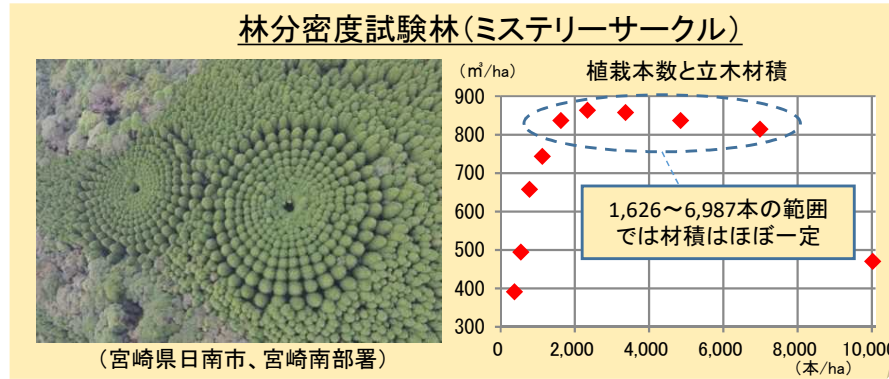 林分密度試験林(ミステリーサークル)
(宮崎県日南市、宮崎南部署)
(㎥/ha)
植栽本数と立木材積
900
800
700
600
500
400
300
1,626~6,987本の範囲
では材積はほぼ一定
0 2,000 4,000 6,000 8,000 10,000
(本/ha)